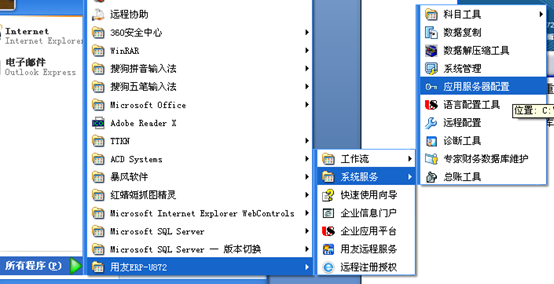 Internet
Internet Explorer
电子邮件
Outlook Express
所有程序(P)
远程协助
360安全中心
WinRAR
搜狗拼音输入法
搜狗五笔输入法
Microsoft Office
Adobe Reader X
TTKN
ACD Systems
暴风软件
红蜻蜓抓图精灵
Microsoft Internet Explorer WebControls
Microsoft SQL Server
Microsoft SQL Server — 版本切换
用友ERP-U872
工作流
系统服务
快速使用向导
企业信息门户
企业应用平台
用友远程服务
远程注册授权
科目工具
数据复制
数据解压缩工具
系统管理
应用服务器配置
语言配置工具
远程配置
诊断工具
专家财务数据库维护
总账工具
位置: C: